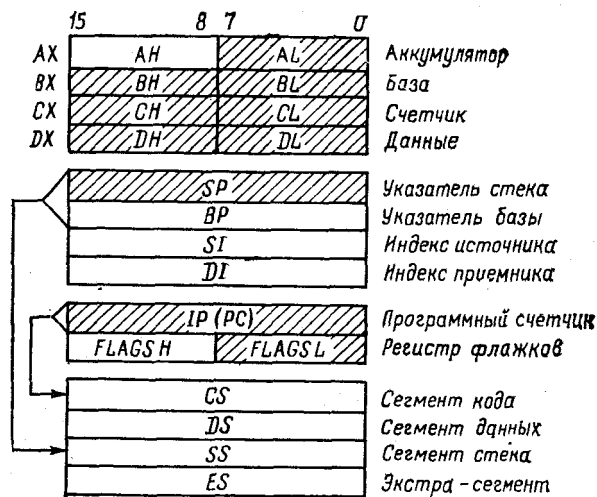 15 8 7 0
AX AH AL Аккумулятор
BX BH BL База
CX CH CL Счетчик
DX DH DL Данные
SP Указатель стека
BP Указатель базы
SI Индекс источника
DI Индекс приемника
IP (PC) Программный счетчик
FLAGS H FLAGS L Регистр флажков
CS Сегмент кода
DS Сегмент данных
SS Сегмент стека
ES Экстра-сегмент